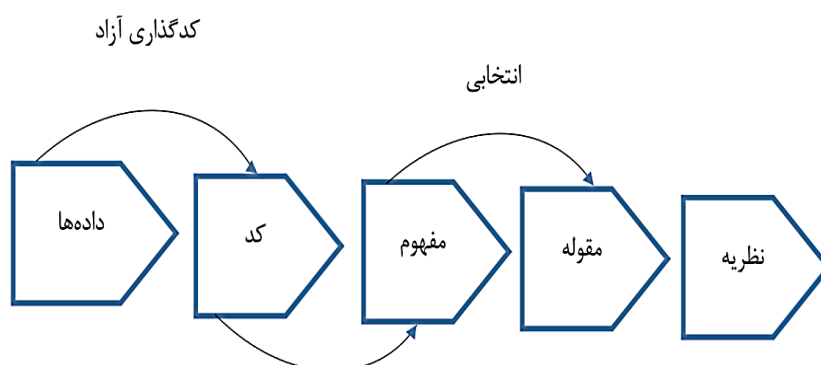 کدگذاری آزاد
انتخابی
داده‌ها
کد
مفهوم
مقوله
نظریه